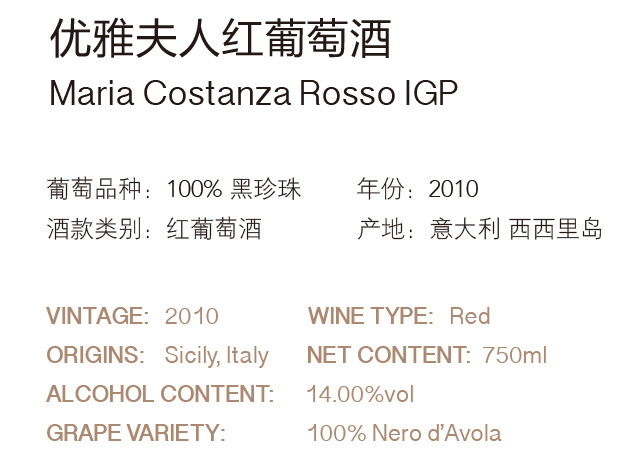 优雅夫人红葡萄酒
Maria Costanza Rosso IGP
葡萄品种：100% 黑珍珠 年份：2010
酒款类别：红葡萄酒 产地：意大利 西西里岛
VINTAGE: 2010 WINE TYPE: Red
ORIGINS: Sicily, Italy NET CONTENT: 750ml
ALCOHOL CONTENT: 14.00%vol
GRAPE VARIETY: 100% Nero d’Avola